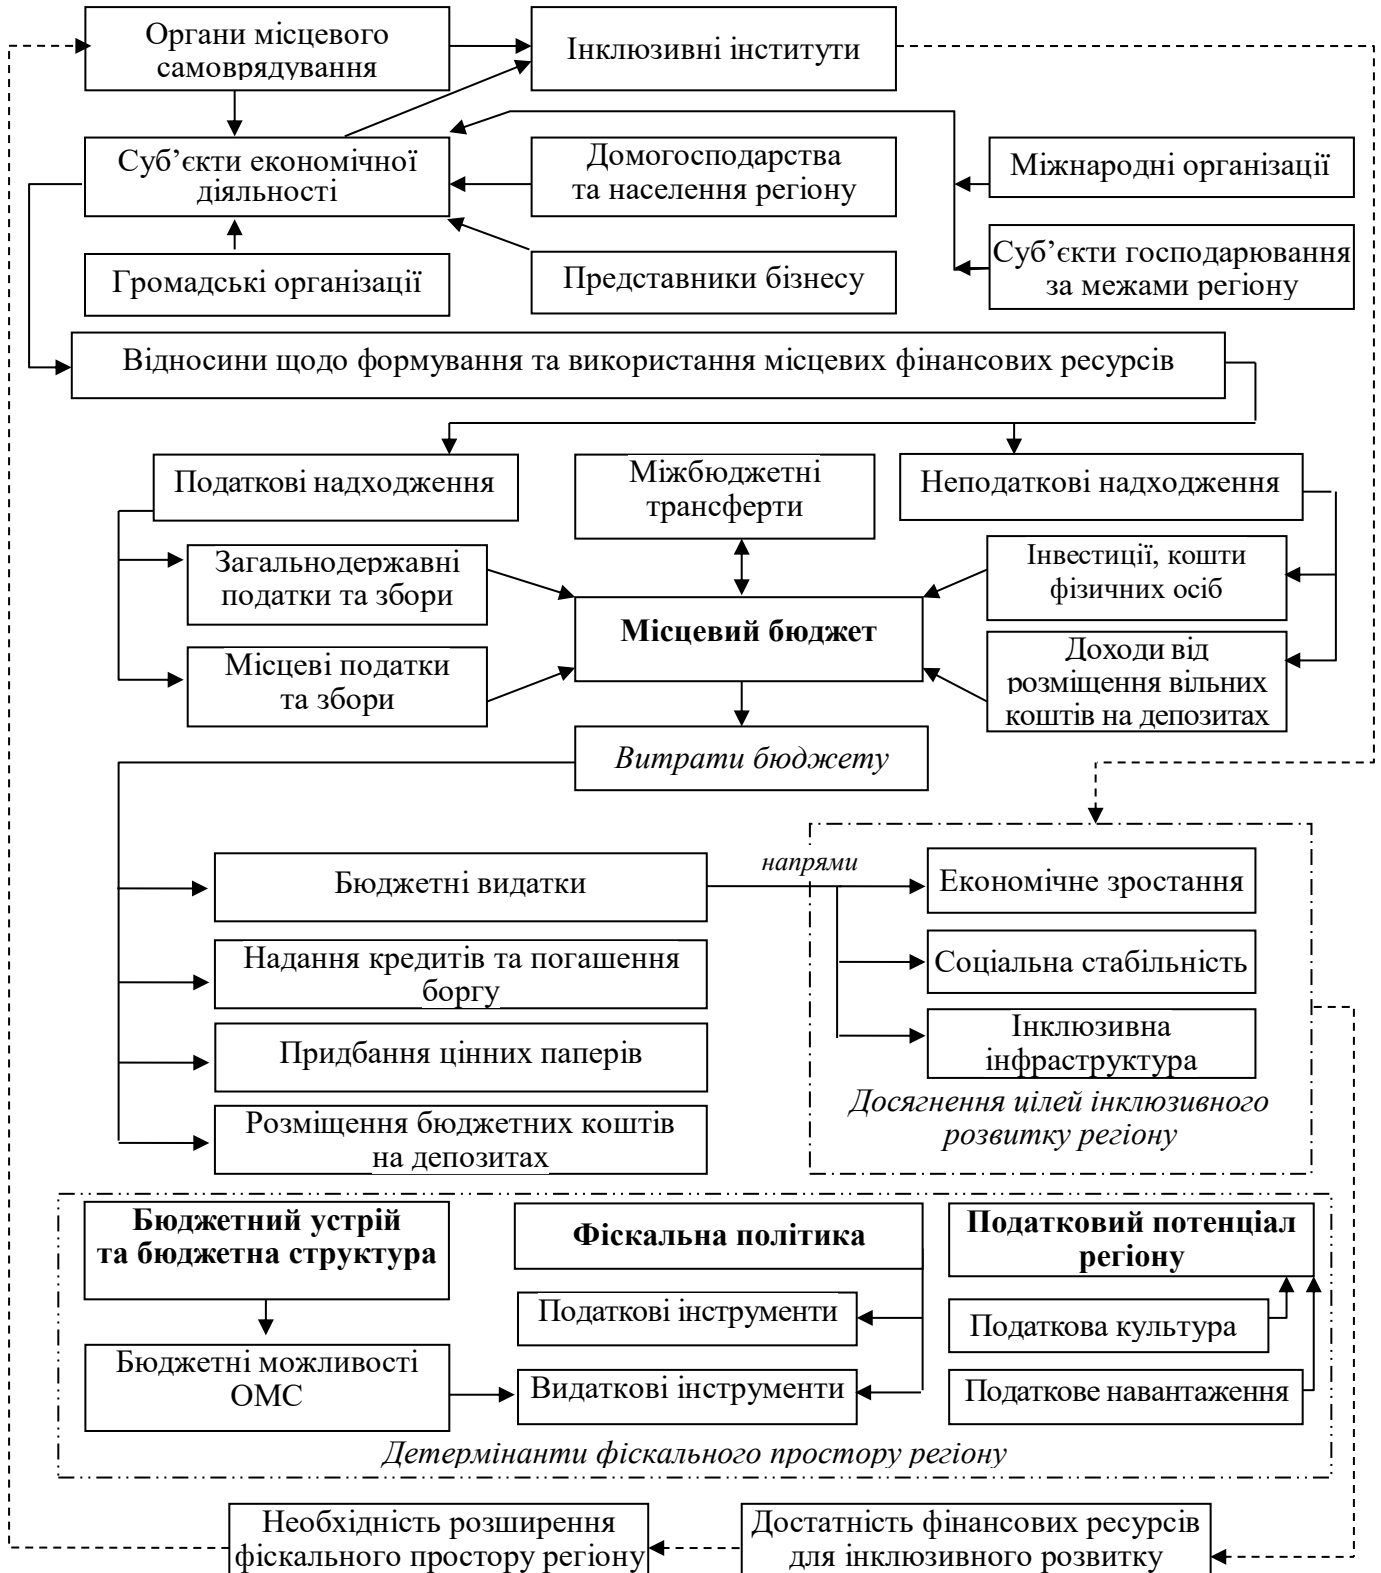 Органи місцевого
самоврядування
Інклюзивні інститути
Суб’єкти економічної
діяльності
Домогосподарства
та населення регіону
Міжнародні організації
Громадські організації
Представники бізнесу
Суб’єкти господарювання
за межами регіону
Відносини щодо формування та використання місцевих фінансових ресурсів
Податкові надходження
Міжбюджетні
трансферти
Неподаткові надходження
Загальнодержавні
податки та збори
Інвестиції, кошти
фізичних осіб
Місцевий бюджет
Місцеві податки
та збори
Доходи від
розміщення вільних
коштів на депозитах
Витрати бюджету
Бюджетні видатки
напрями
Економічне зростання
Надання кредитів та погашення
боргу
Соціальна стабільність
Придбання цінних паперів
Інклюзивна
інфраструктура
Розміщення бюджетних коштів
на депозитах
Досягнення цілей інклюзивного
розвитку регіону
Бюджетний устрій
та бюджетна структура
Фіскальна політика
Податковий потенціал
регіону
Податкові інструменти
Податкова культура
Бюджетні можливості
ОМС
Видаткові інструменти
Податкове навантаження
Детермінанти фіскального простору регіону
Необхідність розширення
фіскального простору регіону
Достатність фінансових ресурсів
для інклюзивного розвитку